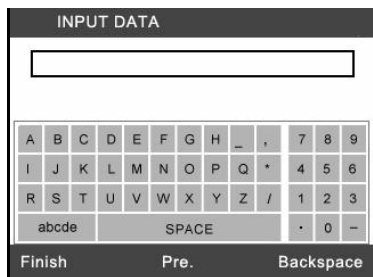 INPUT DATA
A B C D E F G H _ , 7 8 9
I J K L M N O P Q * 4 5 6
R S T U V W X Y Z / 1 2 3
abcde SPACE . 0 -
Finish Pre. Backspace